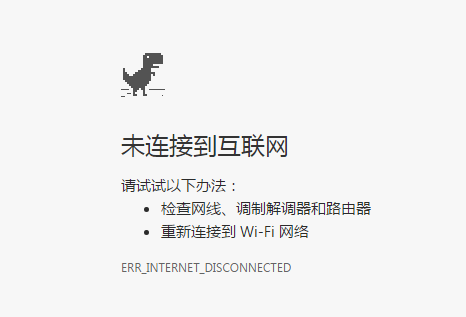 未连接到互联网
请试试以下办法：
• 检查网线、调制解调器和路由器
• 重新连接到 Wi-Fi 网络
ERR_INTERNET_DISCONNECTED